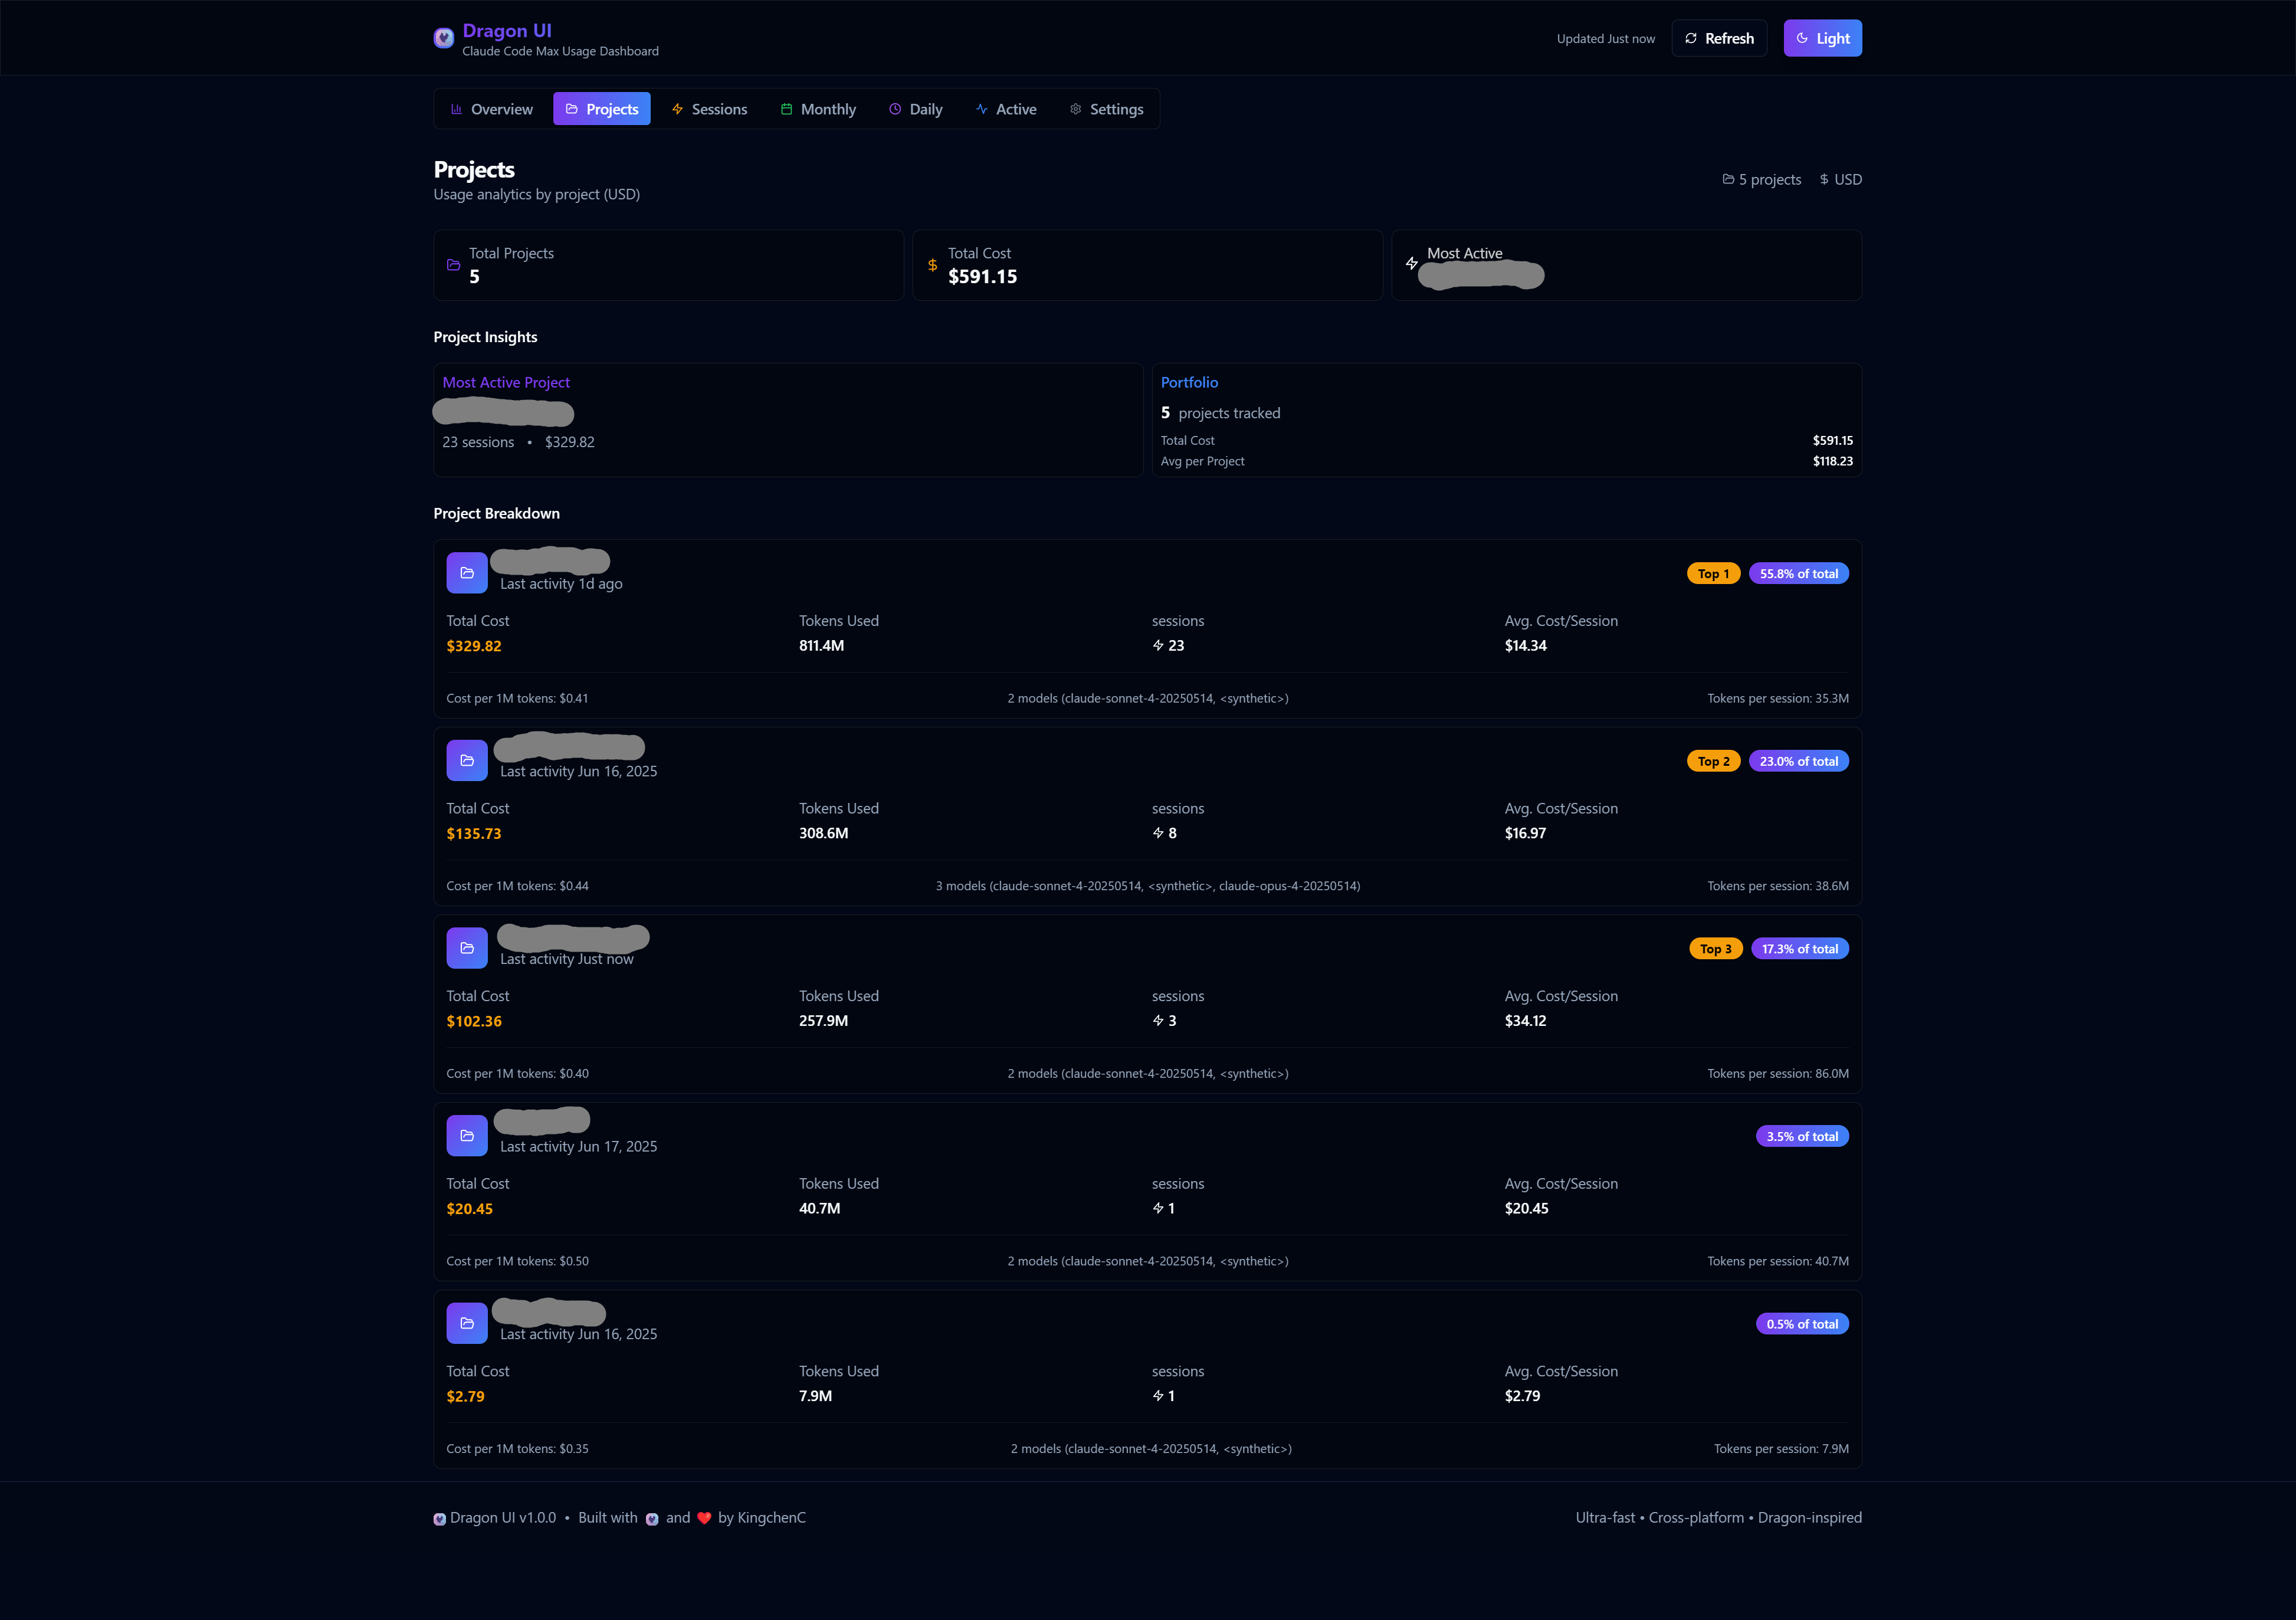 Dragon UI
Claude Code Max Usage Dashboard
Updated Just now
Refresh
Light
Overview
Projects
Sessions
Monthly
Daily
Active
Settings
Projects
Usage analytics by project (USD)
5 projects
$ USD
Total Projects
5
$
Total Cost
$591.15
Most Active
Project Insights
Most Active Project
23 sessions • $329.82
Portfolio
5 projects tracked
Total Cost $591.15
Avg per Project $118.23
Project Breakdown
Last activity 1d ago
Top 1 55.8% of total
Total Cost Tokens Used sessions Avg. Cost/Session
$329.82 811.4M 23 $14.34
Cost per 1M tokens: $0.41 2 models (claude-sonnet-4-20250514, <synthetic>) Tokens per session: 35.3M
Last activity Jun 16, 2025
Top 2 23.0% of total
Total Cost Tokens Used sessions Avg. Cost/Session
$135.73 308.6M 8 $16.97
Cost per 1M tokens: $0.44 3 models (claude-sonnet-4-20250514, <synthetic>, claude-opus-4-20250514) Tokens per session: 38.6M
Last activity Just now
Top 3 17.3% of total
Total Cost Tokens Used sessions Avg. Cost/Session
$102.36 257.9M 3 $34.12
Cost per 1M tokens: $0.40 2 models (claude-sonnet-4-20250514, <synthetic>) Tokens per session: 86.0M
Last activity Jun 17, 2025
3.5% of total
Total Cost Tokens Used sessions Avg. Cost/Session
$20.45 40.7M 1 $20.45
Cost per 1M tokens: $0.50 2 models (claude-sonnet-4-20250514, <synthetic>) Tokens per session: 40.7M
Last activity Jun 16, 2025
0.5% of total
Total Cost Tokens Used sessions Avg. Cost/Session
$2.79 7.9M 1 $2.79
Cost per 1M tokens: $0.35 2 models (claude-sonnet-4-20250514, <synthetic>) Tokens per session: 7.9M
Dragon UI v1.0.0 • Built with and ❤️ by KingchenC
Ultra-fast • Cross-platform • Dragon-inspired